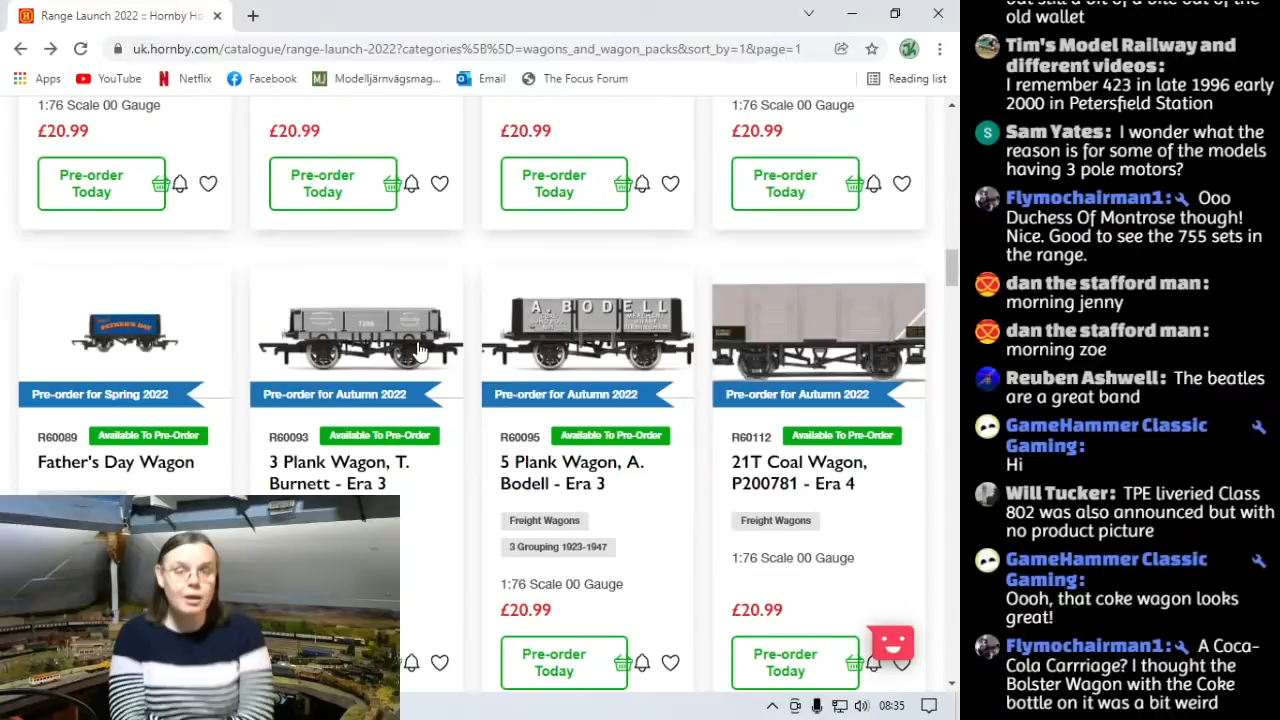 Range Launch 2022 :: Hornby Ho
uk.hornby.com/catalogue/range-launch-2022?categories%5B%5D=wagons_and_wagon_packs&sort_by=1&page=1
Apps YouTube Netflix Facebook Modelljärnvägsmag... Email The Focus Forum Reading list
1:76 Scale 00 Gauge
1:76 Scale 00 Gauge
£20.99 £20.99 £20.99 £20.99
Pre-order Today
Pre-order Today
Pre-order Today
Pre-order Today
FATHER'S DAY
7226
A BODELL
Pre-order for Spring 2022
Pre-order for Autumn 2022
Pre-order for Autumn 2022
Pre-order for Autumn 2022
R60089 Available To Pre-Order
Father's Day Wagon
R60093 Available To Pre-Order
3 Plank Wagon, T.
Burnett - Era 3
R60095 Available To Pre-Order
5 Plank Wagon, A.
Bodell - Era 3
Freight Wagons
3 Grouping 1923-1947
1:76 Scale 00 Gauge
£20.99
Pre-order
Today
R60112 Available To Pre-Order
21T Coal Wagon,
P200781 - Era 4
Freight Wagons
1:76 Scale 00 Gauge
£20.99
Pre-order
Today
08:35
old wallet
Tim's Model Railway and
different videos:
I remember 423 in late 1996 early
2000 in Petersfield Station
S
Sam Yates: I wonder what the
reason is for some of the models
having 3 pole motors?
Flymochairman1: Ooo
Duchess Of Montrose though!
Nice. Good to see the 755 sets in
the range.
dan the stafford man:
morning jenny
dan the stafford man:
morning zoe
Reuben Ashwell: The beatles
are a great band
GameHammer Classic
Gaming:
Hi
Will Tucker: TPE liveried Class
802 was also announced but with
no product picture
GameHammer Classic
Gaming:
Oooh, that coke wagon looks
great!
Flymochairman1: A Coca-
Cola Carrriage? I thought the
Bolster Wagon with the Coke
bottle on it was a bit weird